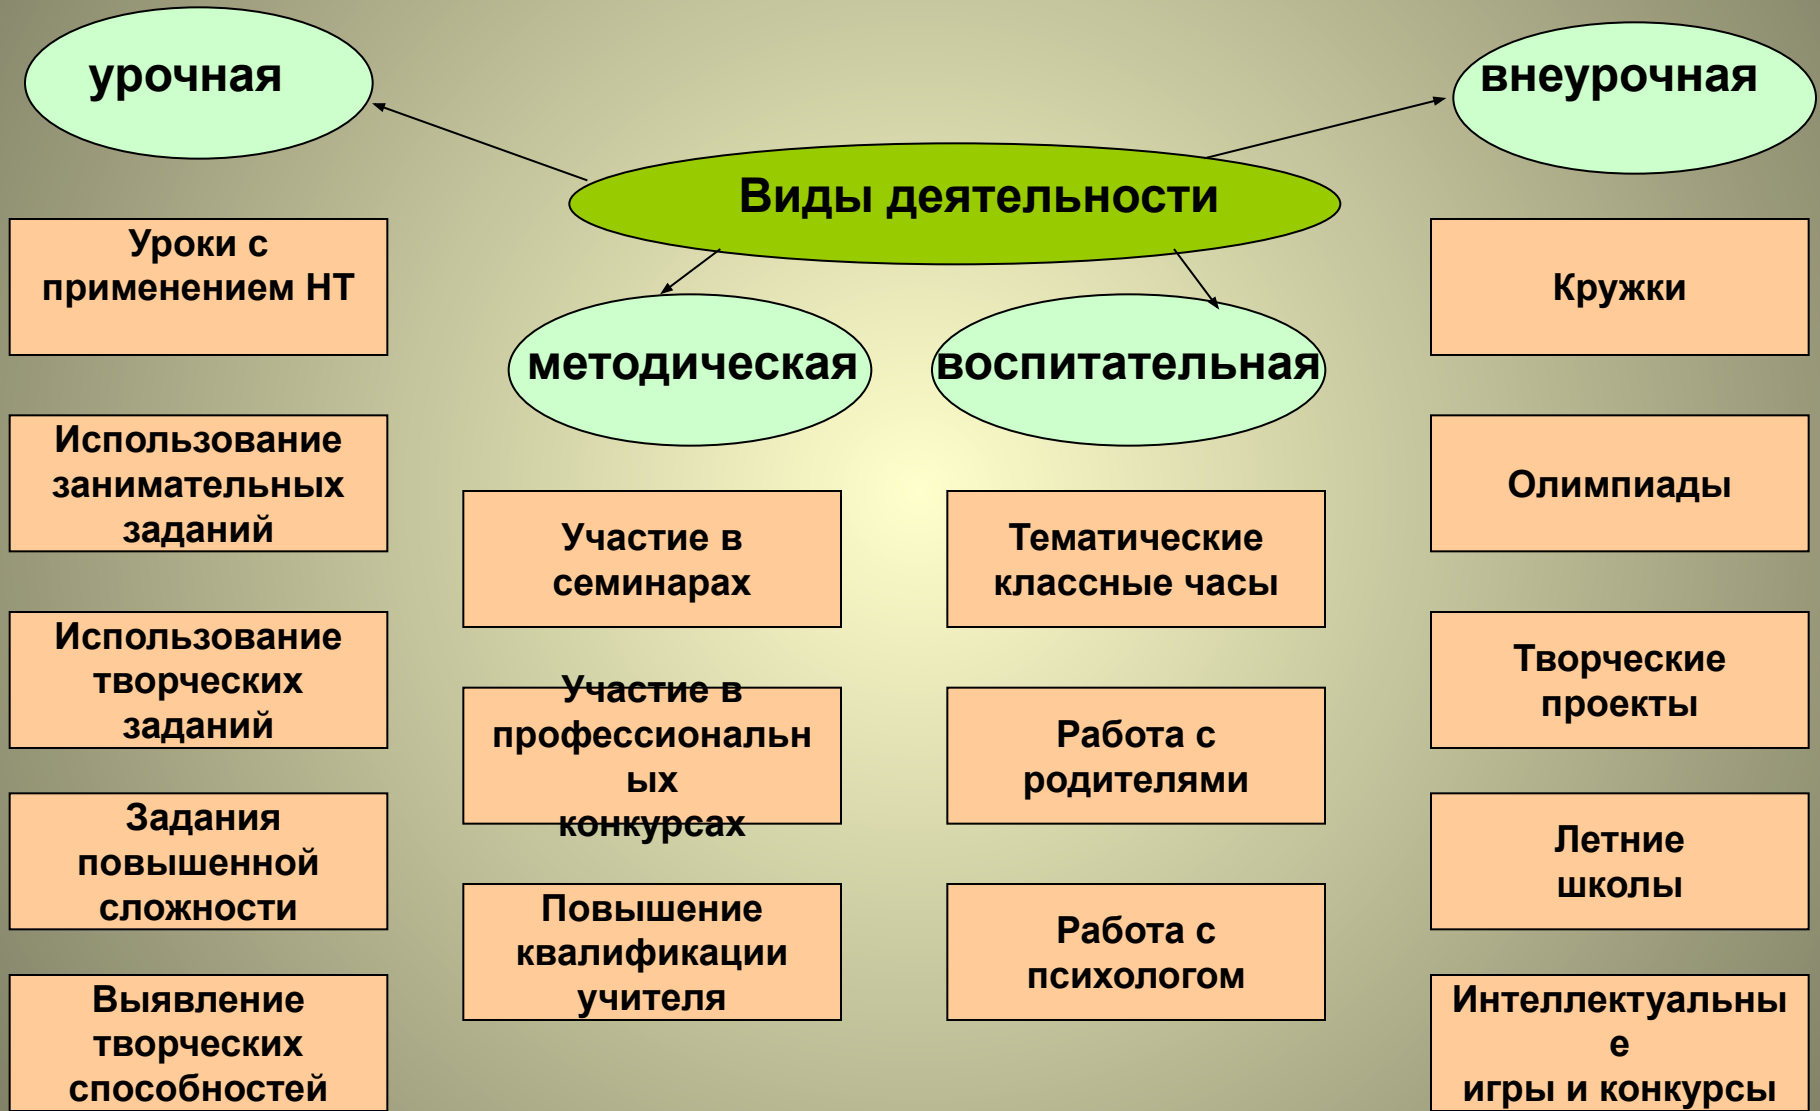 урочная
внеурочная
Виды деятельности
методическая
воспитательная
Уроки с
применением НТ
Использование
занимательных
заданий
Использование
творческих
заданий
Задания
повышенной
сложности
Выявление
творческих
способностей
Участие в
семинарах
Участие в
профессиональн
ых
конкурсах
Повышение
квалификации
учителя
Тематические
классные часы
Работа с
родителями
Работа с
психологом
Кружки
Олимпиады
Творческие
проекты
Летние
школы
Интеллектуальны
е
игры и конкурсы